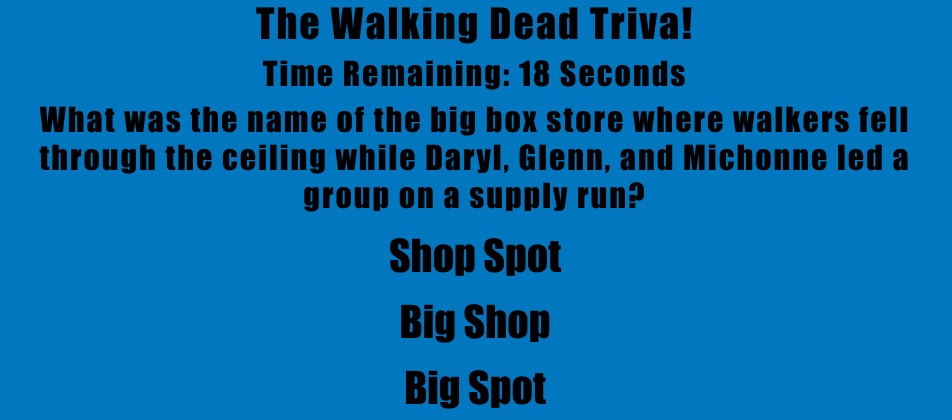 The Walking Dead Triva!
Time Remaining: 18 Seconds
What was the name of the big box store where walkers fell
through the ceiling while Daryl, Glenn, and Michonne led a
group on a supply run?
Shop Spot
Big Shop
Big Spot